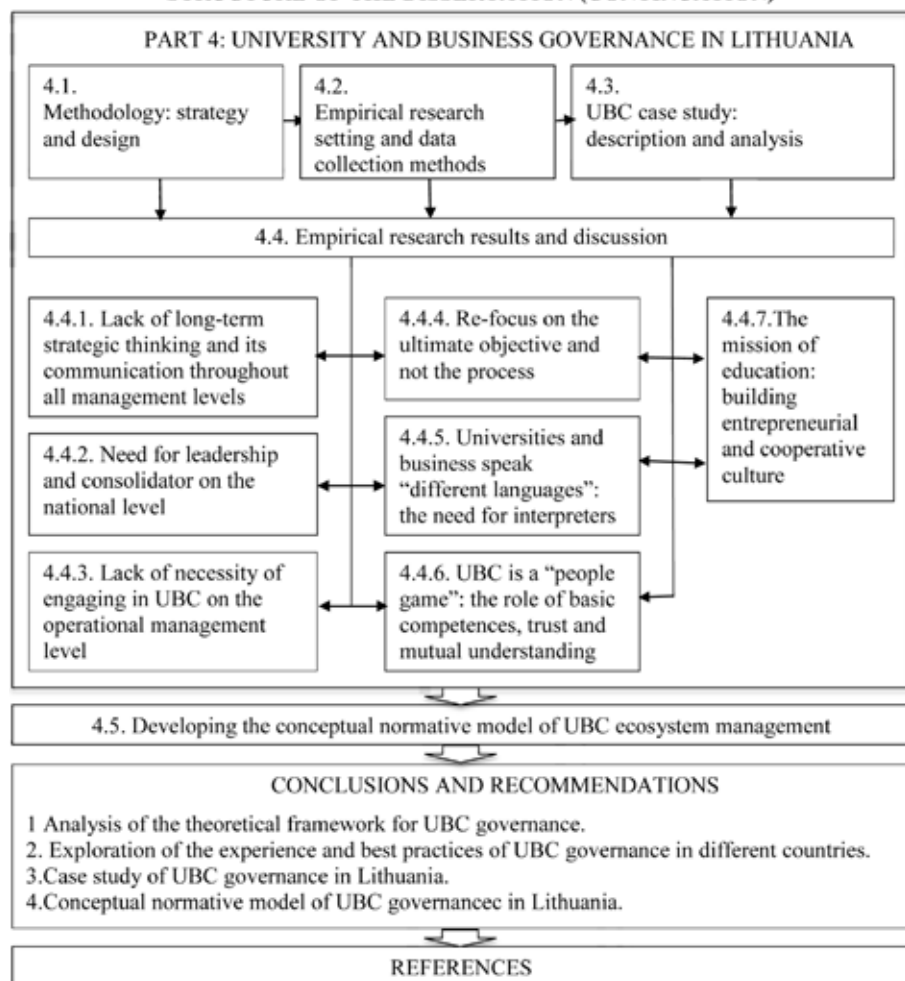 PART 4: UNIVERSITY AND BUSINESS GOVERNANCE IN LITHUANIA
4.1.
Methodology: strategy
and design
4.2.
Empirical research
setting and data
collection methods
4.3.
UBC case study:
description and analysis
4.4. Empirical research results and discussion
4.4.1. Lack of long-term
strategic thinking and its
communication throughout
all management levels
4.4.4. Re-focus on the
ultimate objective and
not the process
4.4.7.The
mission of
education:
building
entrepreneurial
and cooperative
culture
4.4.2. Need for leadership
and consolidator on the
national level
4.4.5. Universities and
business speak
“different languages”:
the need for interpreters
4.4.3. Lack of necessity of
engaging in UBC on the
operational management
level
4.4.6. UBC is a “people
game”: the role of basic
competences, trust and
mutual understanding
4.5. Developing the conceptual normative model of UBC ecosystem management
CONCLUSIONS AND RECOMMENDATIONS
1 Analysis of the theoretical framework for UBC governance.
2. Exploration of the experience and best practices of UBC governance in different countries.
3.Case study of UBC governance in Lithuania.
4.Conceptual normative model of UBC governancec in Lithuania.
REFERENCES